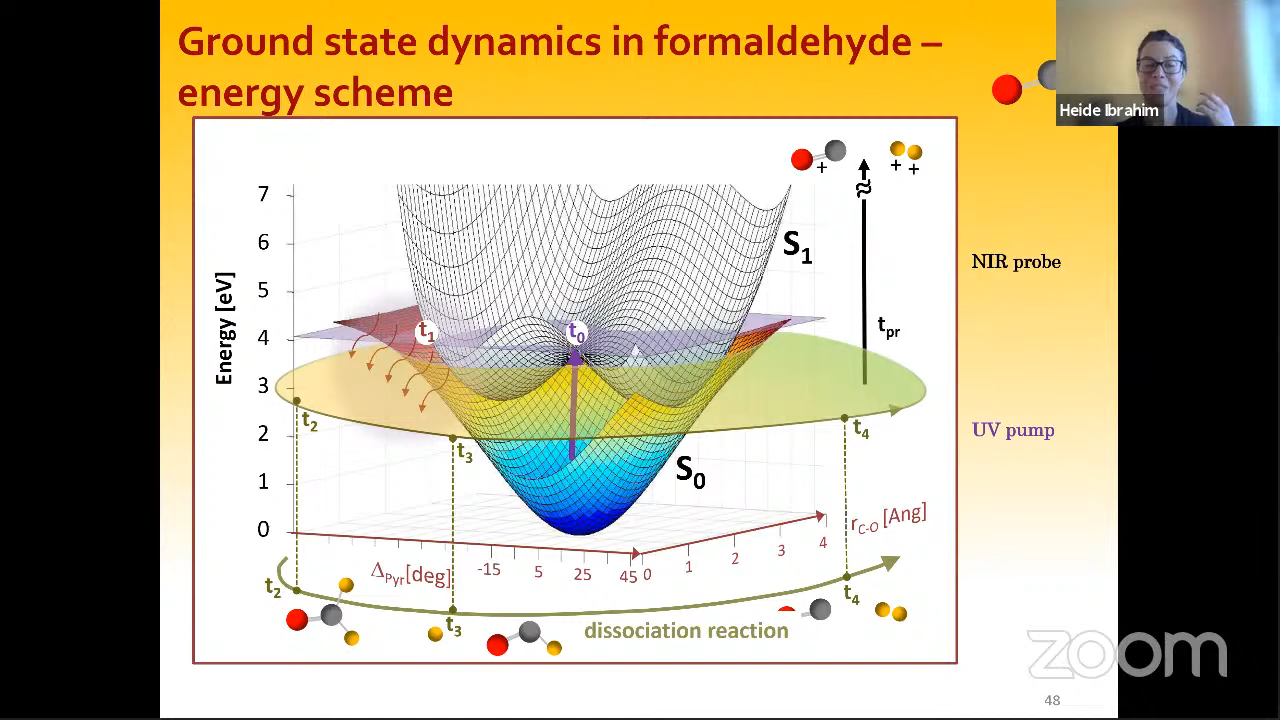 Ground state dynamics in formaldehyde –
energy scheme
Heide Ibrahim
+
+ +
≈
7
6
5
4
3
2
1
0
Energy [eV]
S1
S0
NIR probe
tpr
UV pump
t1
t0
t2
t3
t4
rC-O [Ang]
ΔPyr[deg]
-15 5 25 45
0 1 2 3 4
t2
t3
t4
dissociation reaction
zoom
48